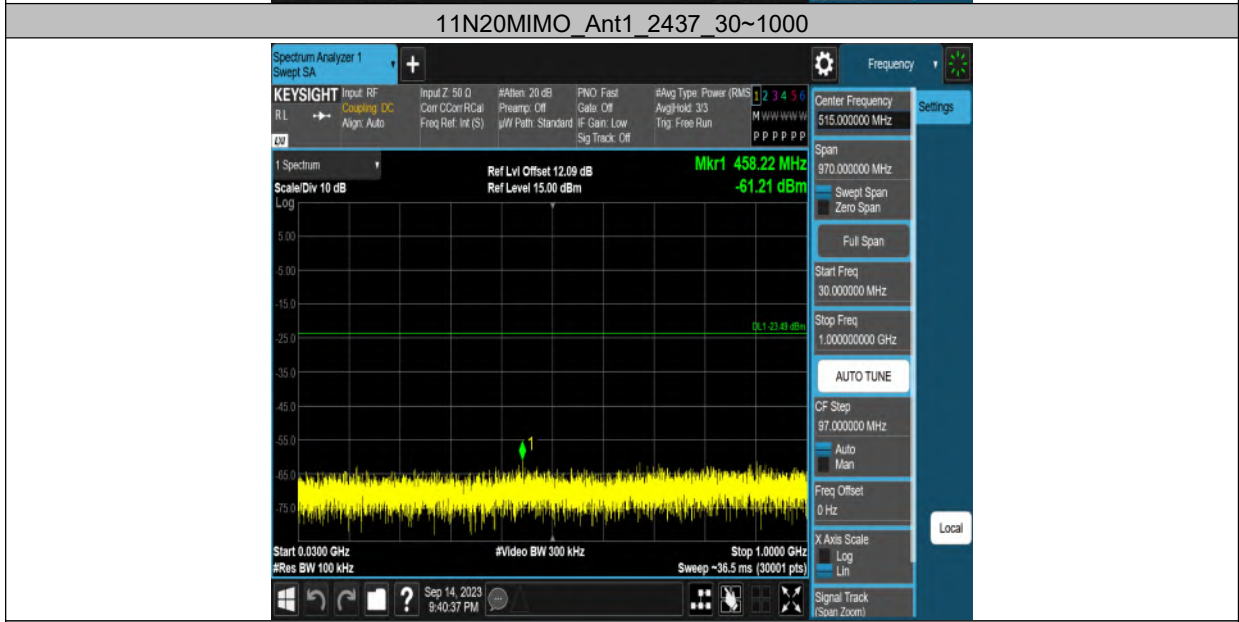 11N20MIMO_Ant1_2437_30~1000
Spectrum Analyzer 1
Swept SA
+
Frequency
KEYSIGHT
RL
LXI
Input: RF
Coupling: DC
Align: Auto
Input Z: 50 Ω
Corr CCorr RCal
Freq Ref: Int (S)
#Atten: 20 dB
Preamp: Off
µW Path: Standard
PNO: Fast
Gate: Off
IF Gain: Low
Sig Track: Off
#Avg Type: Power (RMS
Avg|Hold: 3/3
Trig: Free Run
1 2 3 4 5 6
M W W W W W
P P P P P P
Settings
1 Spectrum
Scale/Div 10 dB
Log
Ref Lvl Offset 12.09 dB
Ref Level 15.00 dBm
Mkr1 458.22 MHz
-61.21 dBm
5.00
-5.00
-15.0
-25.0
-35.0
-45.0
-55.0
-65.0
-75.0
DL1 -23.49 dBm
1
Start 0.0300 GHz
#Res BW 100 kHz
#Video BW 300 kHz
Stop 1.0000 GHz
Sweep ~36.5 ms (30001 pts)
?
Sep 14, 2023
9:40:37 PM
Center Frequency
515.000000 MHz
Span
970.000000 MHz
Swept Span
Zero Span
Full Span
Start Freq
30.000000 MHz
Stop Freq
1.000000000 GHz
AUTO TUNE
CF Step
97.000000 MHz
Auto
Man
Freq Offset
0 Hz
X Axis Scale
Log
Lin
Signal Track
(Span Zoom)
Local